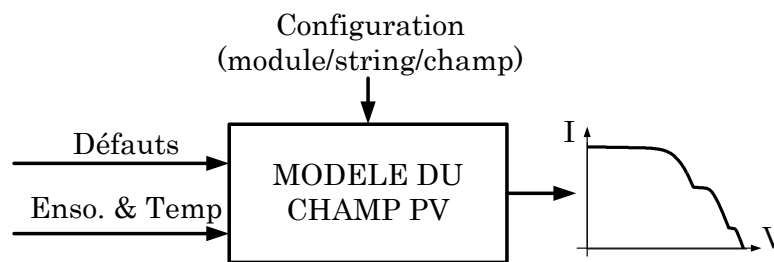 Configuration
(module/string/champ)
Défauts
Enso. & Temp
MODELE DU
CHAMP PV
I
V